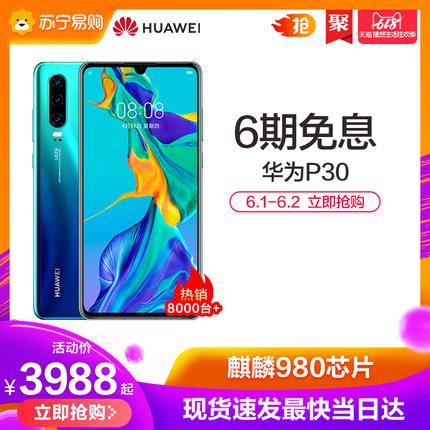 苏宁易购
HUAWEI
抢
聚
618
天猫理想生活狂欢季
08:08
6期免息
华为P30
6.1-6.2 立即抢购
LEICA
HUAWEI
热销
8000台+
活动价
¥3988起
立即抢购>
麒麟980芯片
现货速发最快当日达